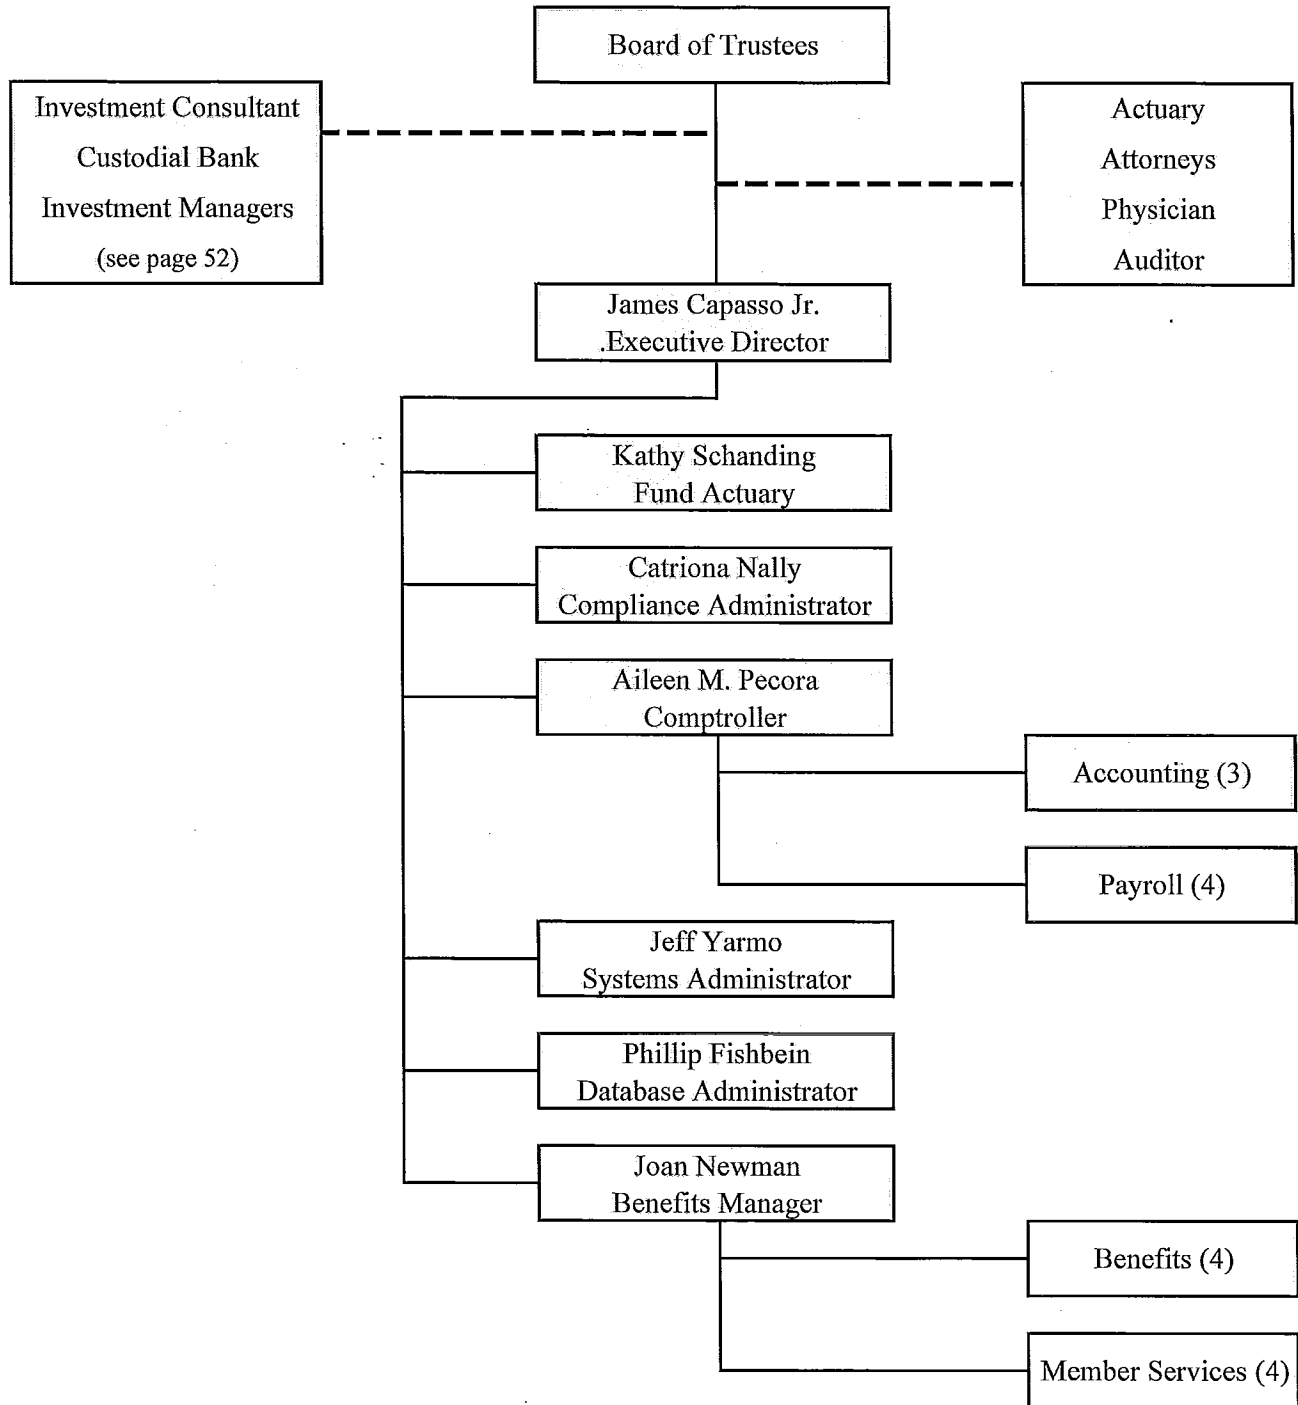 Board of Trustees
Investment Consultant
Custodial Bank
Investment Managers
(see page 52)
Actuary
Attorneys
Physician
Auditor
James Capasso Jr.
.Executive Director
Kathy Schanding
Fund Actuary
Catriona Nally
Compliance Administrator
Aileen M. Pecora
Comptroller
Accounting (3)
Payroll (4)
Jeff Yarmo
Systems Administrator
Phillip Fishbein
Database Administrator
Joan Newman
Benefits Manager
Benefits (4)
Member Services (4)